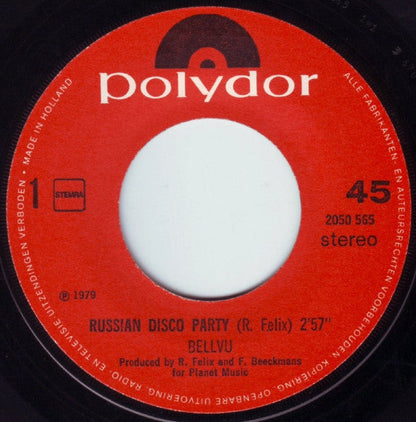 polydor
1
STEMRA
45
2050 565
stereo
℗ 1979
RUSSIAN DISCO PARTY (R. Felix) 2'57"
BELLVU
Produced by R. Felix and F. Beeckmans
for Planet Music
ALLE FABRIKANTEN- EN AUTEURSRECHTEN VOORBEHOUDEN KOPIËRING, OPENBARE UITVOERING, RADIO- EN TELEVISIE UITZENDINGEN VERBODEN • MADE IN HOLLAND